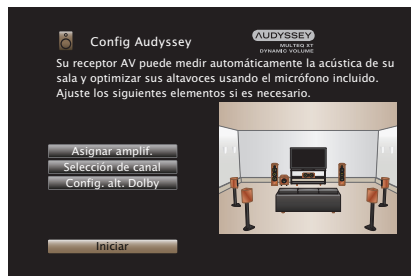 Config Audyssey
AUDYSSEY
MULTEQ XT
DYNAMIC VOLUME
Su receptor AV puede medir automáticamente la acústica de su
sala y optimizar sus altavoces usando el micrófono incluido.
Ajuste los siguientes elementos si es necesario.
Asignar amplif.
Selección de canal
Config. alt. Dolby
Iniciar